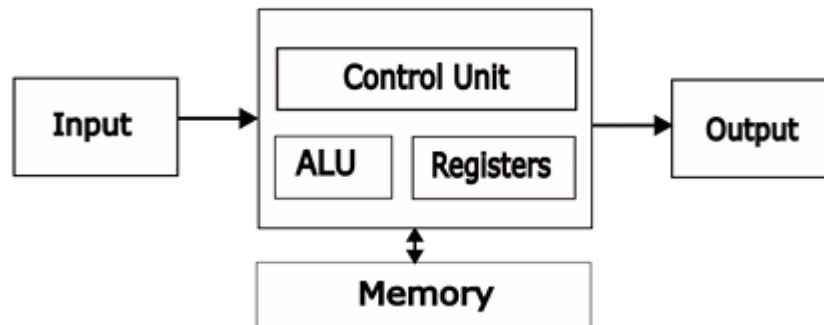 Control Unit
Input
Output
ALU
Registers
Memory